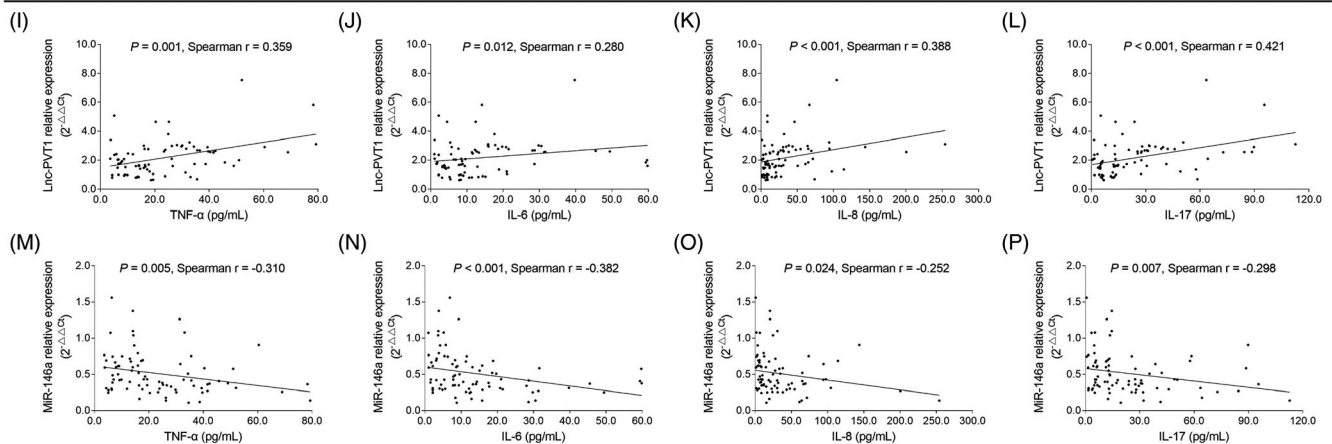 (I)
P = 0.001, Spearman r = 0.359
Lnc-PVT1 relative expression
(2-△△Ct)
10.0
8.0
6.0
4.0
2.0
0.0
0.0 20.0 40.0 60.0 80.0
TNF-α (pg/mL)
(J)
P = 0.012, Spearman r = 0.280
Lnc-PVT1 relative expression
(2-△△Ct)
10.0
8.0
6.0
4.0
2.0
0.0
0.0 10.0 20.0 30.0 40.0 50.0 60.0
IL-6 (pg/mL)
(K)
P < 0.001, Spearman r = 0.388
Lnc-PVT1 relative expression
(2-△△Ct)
10.0
8.0
6.0
4.0
2.0
0.0
0.0 50.0 100.0 150.0 200.0 250.0 300.0
IL-8 (pg/mL)
(L)
P < 0.001, Spearman r = 0.421
Lnc-PVT1 relative expression
(2-△△Ct)
10.0
8.0
6.0
4.0
2.0
0.0
0.0 30.0 60.0 90.0 120.0
IL-17 (pg/mL)
(M)
P = 0.005, Spearman r = -0.310
MiR-146a relative expression
(2-△△Ct)
2.0
1.5
1.0
0.5
0.0
0.0 20.0 40.0 60.0 80.0
TNF-α (pg/mL)
(N)
P < 0.001, Spearman r = -0.382
MiR-146a relative expression
(2-△△Ct)
2.0
1.5
1.0
0.5
0.0
0.0 10.0 20.0 30.0 40.0 50.0 60.0
IL-6 (pg/mL)
(O)
P = 0.024, Spearman r = -0.252
MiR-146a relative expression
(2-△△Ct)
2.0
1.5
1.0
0.5
0.0
0.0 50.0 100.0 150.0 200.0 250.0 300.0
IL-8 (pg/mL)
(P)
P = 0.007, Spearman r = -0.298
MiR-146a relative expression
(2-△△Ct)
2.0
1.5
1.0
0.5
0.0
0.0 30.0 60.0 90.0 120.0
IL-17 (pg/mL)